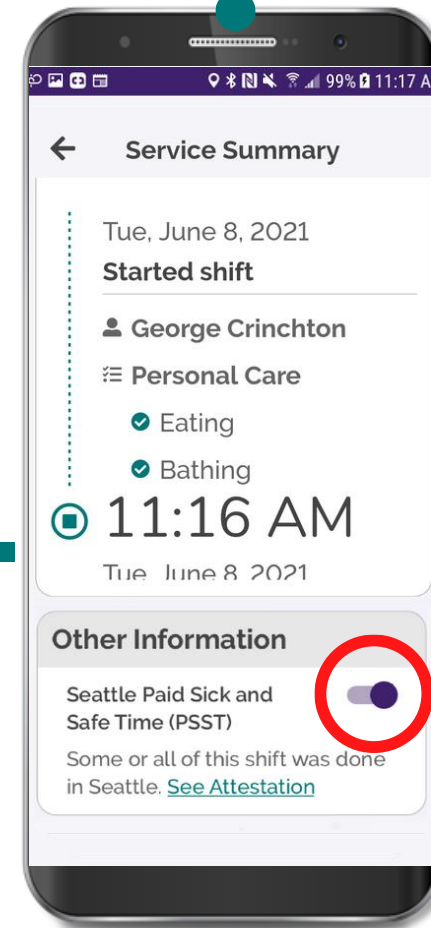 99% 11:17 A
Service Summary
Tue, June 8, 2021
Started shift
George Crinchton
Personal Care
Eating
Bathing
11:16 AM
Tue, June 8, 2021
Other Information
Seattle Paid Sick and
Safe Time (PSST)
Some or all of this shift was done
in Seattle. See Attestation